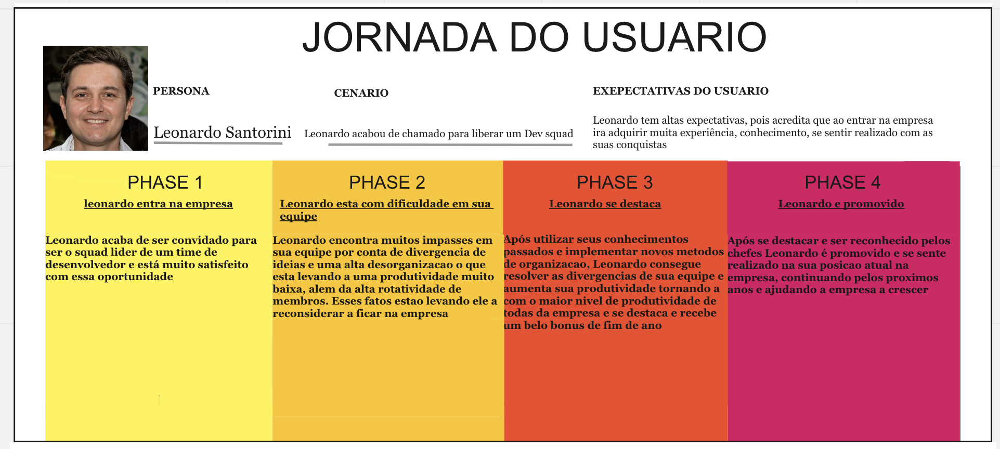 JORNADA DO USUARIO
PERSONA
CENARIO
EXEPECTATIVAS DO USUARIO
Leonardo Santorini
Leonardo acabou de chamado para liberar um Dev squad
Leonardo tem altas expectativas, pois acredita que ao entrar na empresa
ira adquirir muita experiência, conhecimento, se sentir realizado com as
suas conquistas
PHASE 1
leonardo entra na empresa
Leonardo acaba de ser convidado para
ser o squad lider de um time de
desenvolvedor e está muito satisfeito
com essa oportunidade
PHASE 2
Leonardo esta com dificuldade em sua
equipe
Leonardo encontra muitos impasses em
sua equipe por conta de divergencia de
ideias e uma alta desorganizacao o que
esta levando a uma produtividade muito
baixa, alem da alta rotatividade de
membros. Esses fatos estao levando ele a
reconsiderar a ficar na empresa
PHASE 3
Leonardo se destaca
Após utilizar seus conhecimentos
passados e implementar novos metodos
de organizacao, Leonardo consegue
resolver as divergencias de sua equipe e
aumenta sua produtividade tornando a
com o maior nivel de produtividade de
todas da empresa e se destaca e recebe
um belo bonus de fim de ano
PHASE 4
Leonardo e promovido
Após se destacar e ser reconhecido pelos
chefes Leonardo é promovido e se sente
realizado na sua posicao atual na
empresa, continuando pelos proximos
anos e ajudando a empresa a crescer